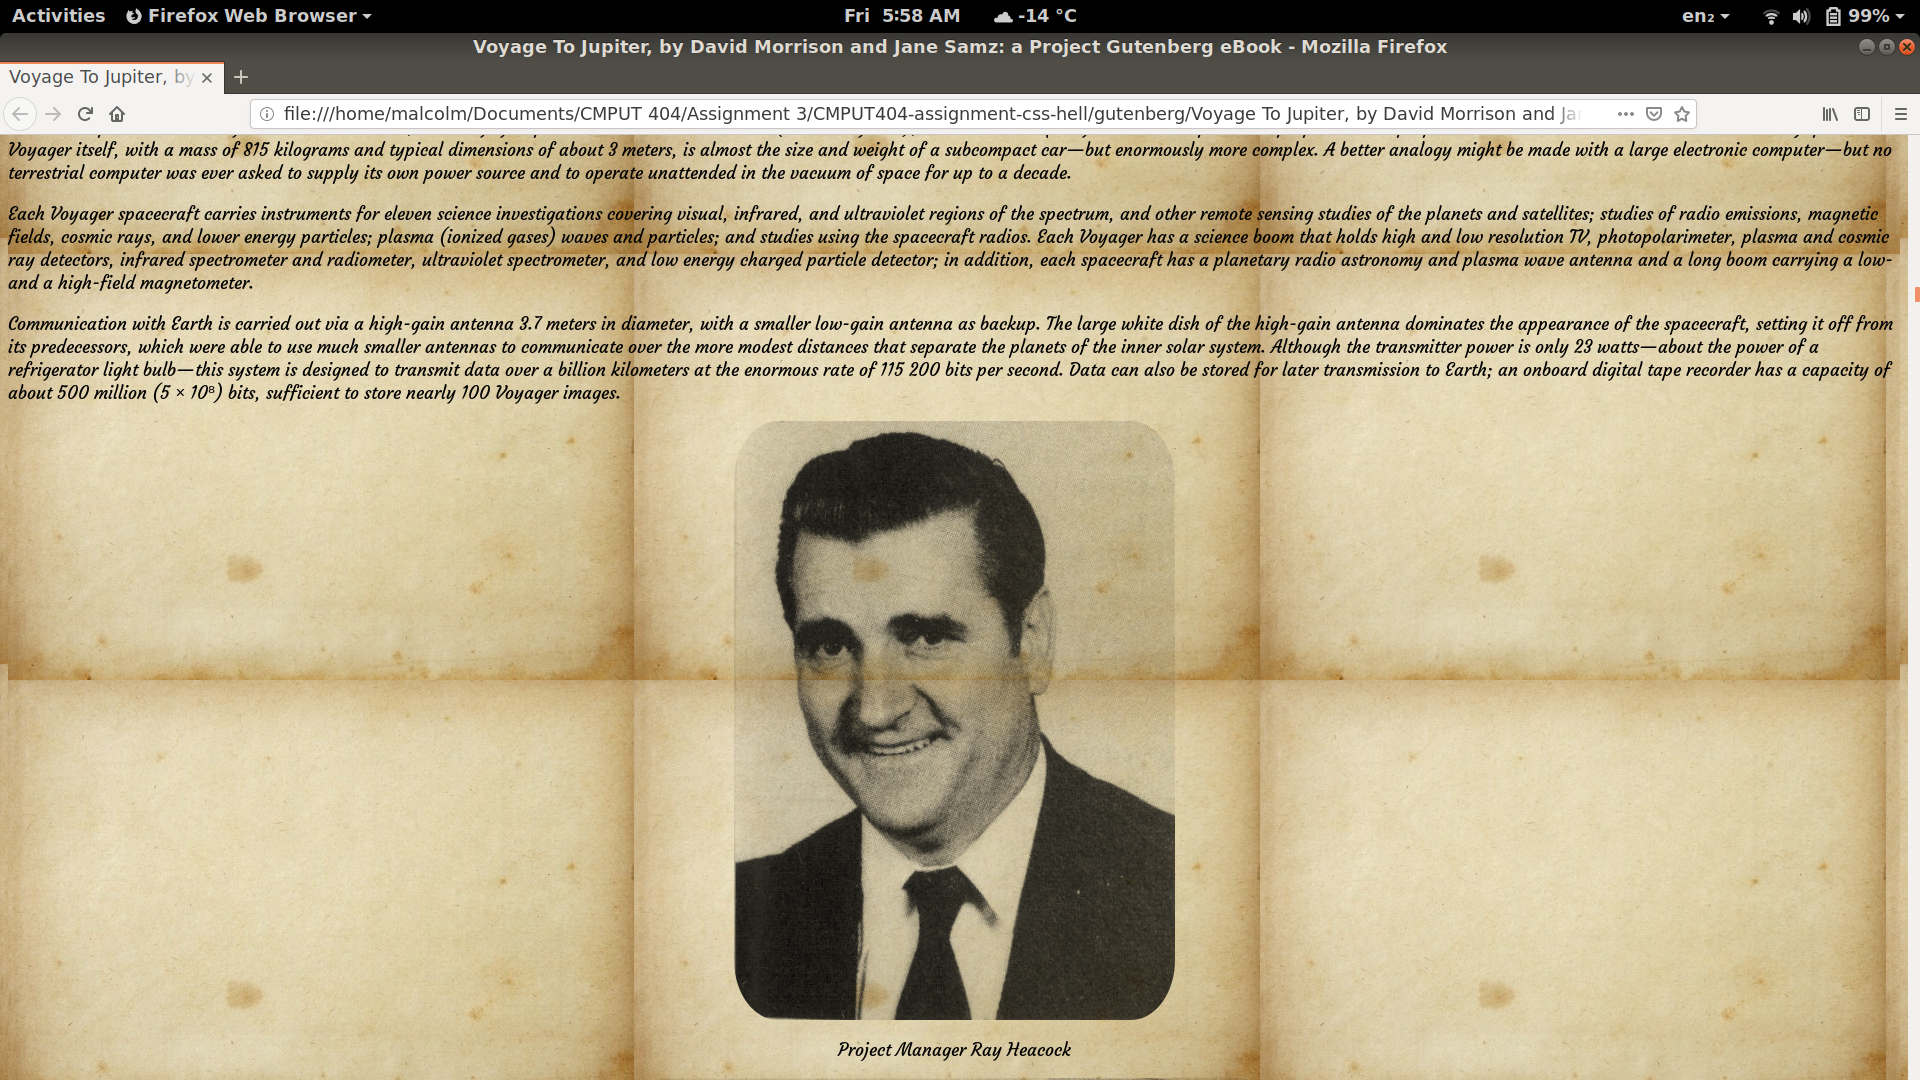 Activities Firefox Web Browser Fri 5:58 AM -14 °C en₂ 99%
Voyage To Jupiter, by David Morrison and Jane Samz: a Project Gutenberg eBook - Mozilla Firefox
Voyage To Jupiter, by
file:///home/malcolm/Documents/CMPUT 404/Assignment 3/CMPUT404-assignment-css-hell/gutenberg/Voyage To Jupiter, by David Morrison and Ja
Voyager itself, with a mass of 815 kilograms and typical dimensions of about 3 meters, is almost the size and weight of a subcompact car—but enormously more complex. A better analogy might be made with a large electronic computer—but no
terrestrial computer was ever asked to supply its own power source and to operate unattended in the vacuum of space for up to a decade.
Each Voyager spacecraft carries instruments for eleven science investigations covering visual, infrared, and ultraviolet regions of the spectrum, and other remote sensing studies of the planets and satellites; studies of radio emissions, magnetic
fields, cosmic rays, and lower energy particles; plasma (ionized gases) waves and particles; and studies using the spacecraft radios. Each Voyager has a science boom that holds high and low resolution TV, photopolarimeter, plasma and cosmic
ray detectors, infrared spectrometer and radiometer, ultraviolet spectrometer, and low energy charged particle detector; in addition, each spacecraft has a planetary radio astronomy and plasma wave antenna and a long boom carrying a low-
and a high-field magnetometer.
Communication with Earth is carried out via a high-gain antenna 3.7 meters in diameter, with a smaller low-gain antenna as backup. The large white dish of the high-gain antenna dominates the appearance of the spacecraft, setting it off from
its predecessors, which were able to use much smaller antennas to communicate over the more modest distances that separate the planets of the inner solar system. Although the transmitter power is only 23 watts—about the power of a
refrigerator light bulb—this system is designed to transmit data over a billion kilometers at the enormous rate of 115 200 bits per second. Data can also be stored for later transmission to Earth; an onboard digital tape recorder has a capacity of
about 500 million (5 × 10⁸) bits, sufficient to store nearly 100 Voyager images.
Project Manager Ray Heacock